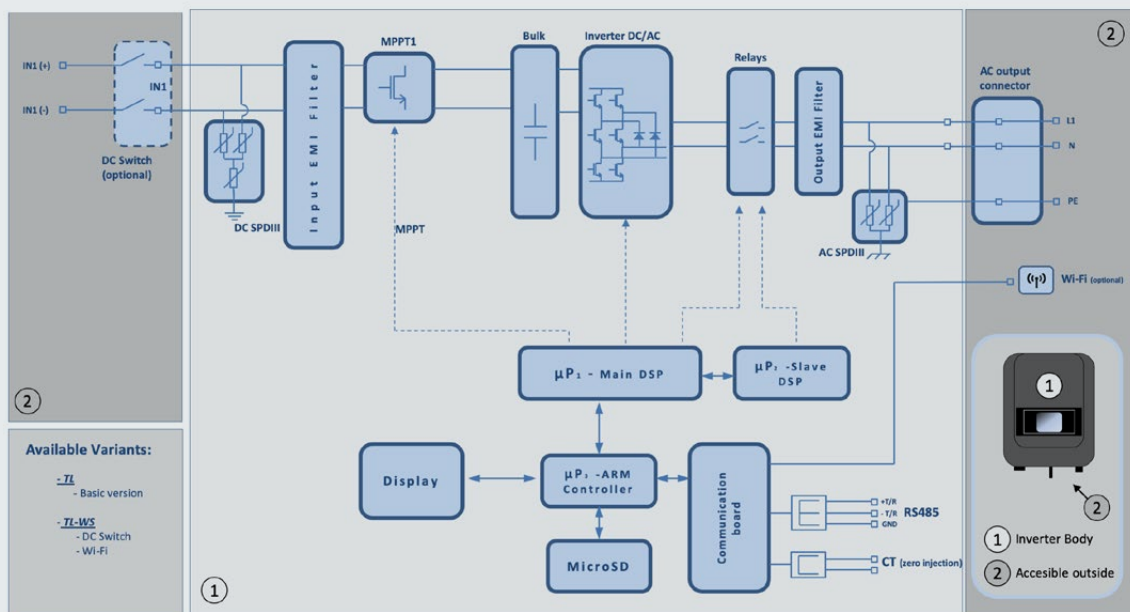 2
IN1 (+)
IN1 (-)
IN1
DC Switch
(optional)
2
Available Variants:
- TL
- Basic version
- TL-WS
- DC Switch
- Wi-Fi
DC SPDIII
Input EMI Filter
MPPT1
MPPT
Bulk
Inverter DC/AC
Relays
Output EMI Filter
AC SPDIII
AC output
connector
L1
N
PE
Wi-Fi (optional)
µP₁ - Main DSP
µP₂ -Slave
DSP
Display
µP₃ -ARM
Controller
MicroSD
Communication
board
+T/R
- T/R
GND
RS485
CT (zero injection)
1
1
1
2
1 Inverter Body
2 Accesible outside